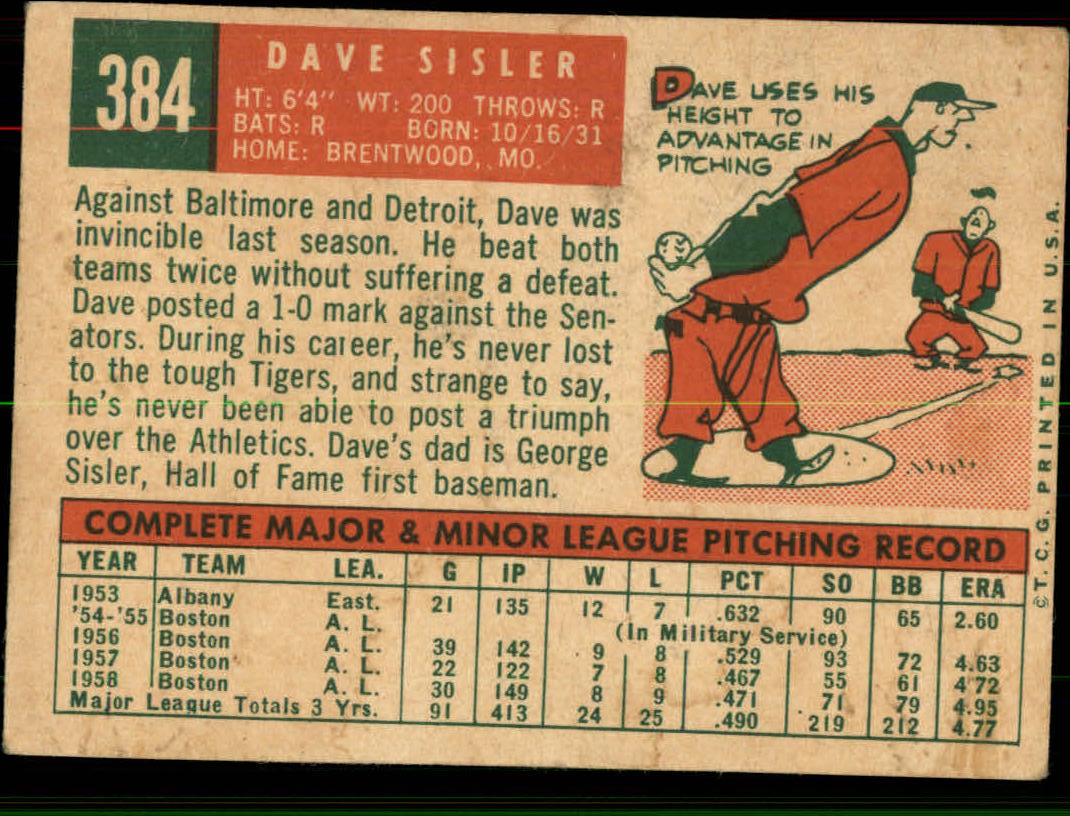 384
DAVE SISLER
HT: 6'4" WT: 200 THROWS: R
BATS: R BORN: 10/16/31
HOME: BRENTWOOD, MO.
DAVE USES HIS
HEIGHT TO
ADVANTAGE IN
PITCHING
Against Baltimore and Detroit, Dave was
invincible last season. He beat both
teams twice without suffering a defeat.
Dave posted a 1-0 mark against the Sen-
ators. During his career, he's never lost
to the tough Tigers, and strange to say,
he's never been able to post a triumph
over the Athletics. Dave's dad is George
Sisler, Hall of Fame first baseman.
©T.C.G. PRINTED IN U.S.A.
COMPLETE MAJOR & MINOR LEAGUE PITCHING RECORD
YEAR TEAM LEA. G IP W L PCT SO BB ERA
1953 Albany East. 21 135 12 7 .632 90 65 2.60
'54-'55 Boston A. L. (In Military Service)
1956 Boston A. L. 39 142 9 8 .529 93 72 4.63
1957 Boston A. L. 22 122 7 8 .467 55 61 4.72
1958 Boston A. L. 30 149 8 9 .471 71 79 4.95
Major League Totals 3 Yrs. 91 413 24 25 .490 219 212 4.77